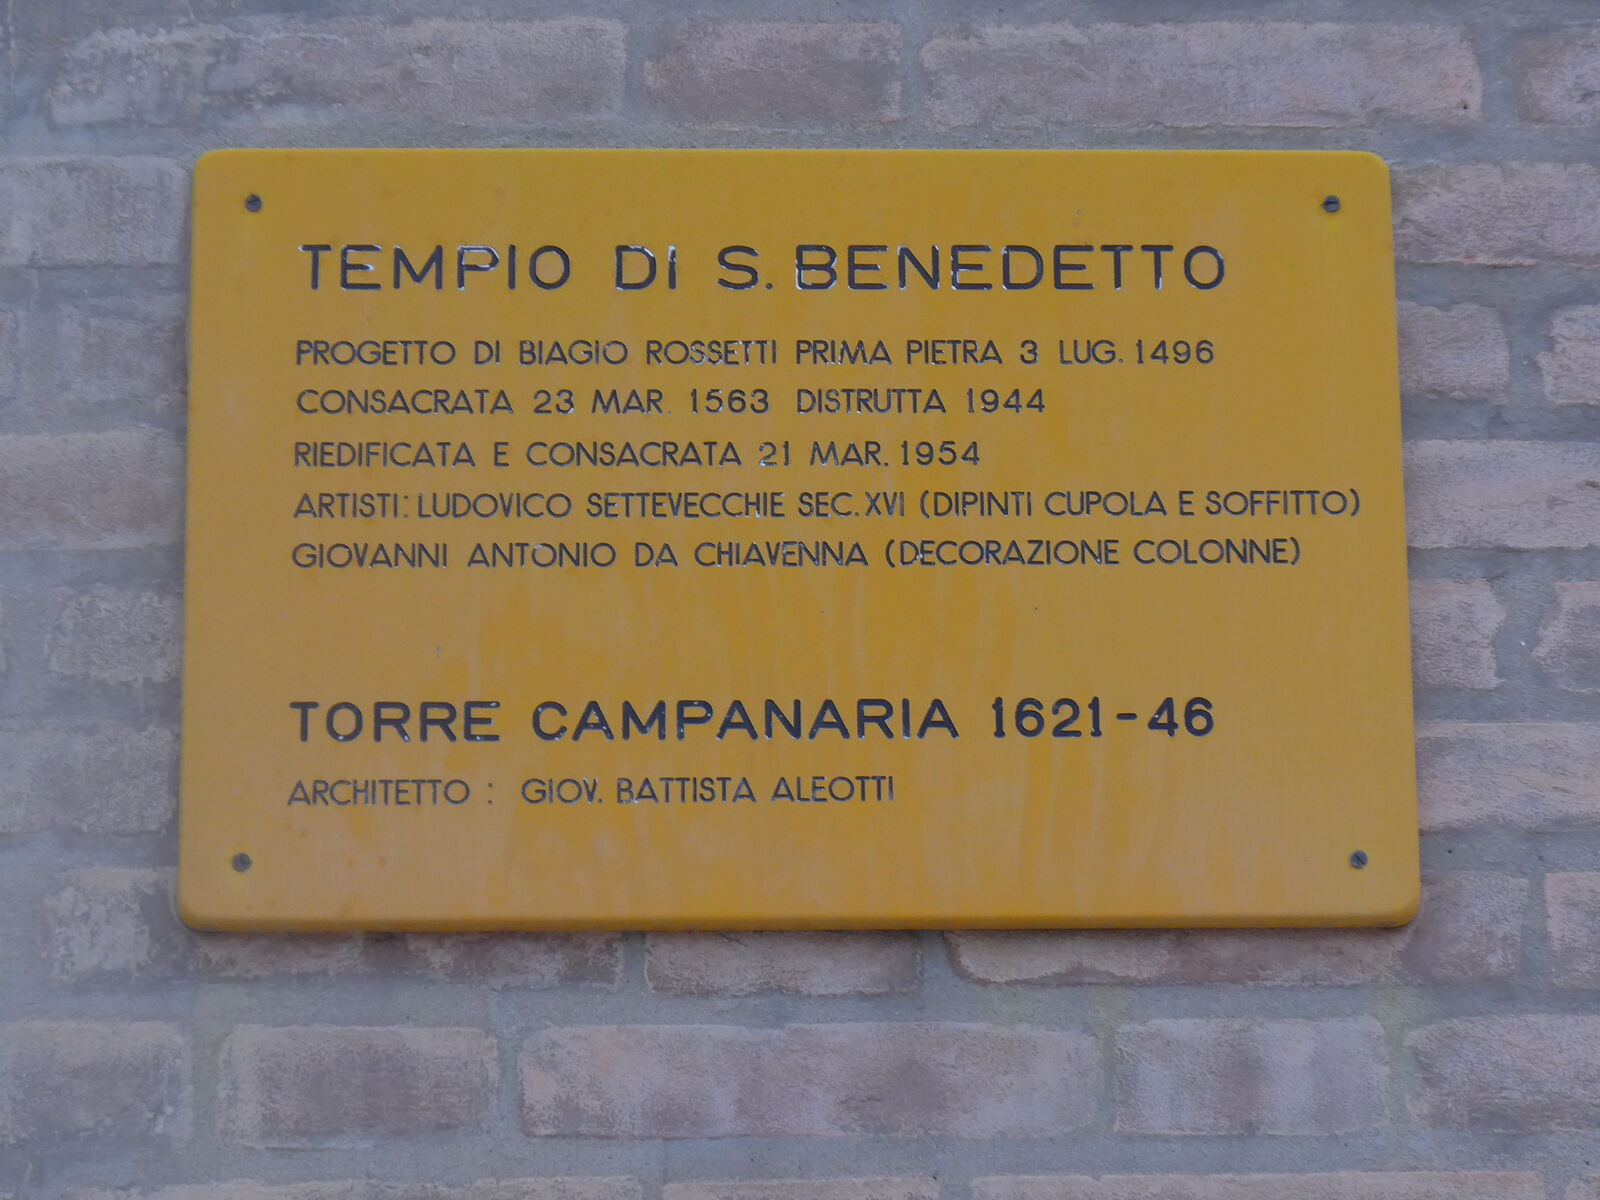 TEMPIO DI S. BENEDETTO
PROGETTO DI BIAGIO ROSSETTI PRIMA PIETRA 3 LUG. 1496
CONSACRATA 23 MAR. 1563 DISTRUTTA 1944
RIEDIFICATA E CONSACRATA 21 MAR. 1954
ARTISTI: LUDOVICO SETTEVECCHIE SEC. XVI (DIPINTI CUPOLA E SOFFITTO)
GIOVANNI ANTONIO DA CHIAVENNA (DECORAZIONE COLONNE)
TORRE CAMPANARIA 1621-46
ARCHITETTO : GIOV. BATTISTA ALEOTTI